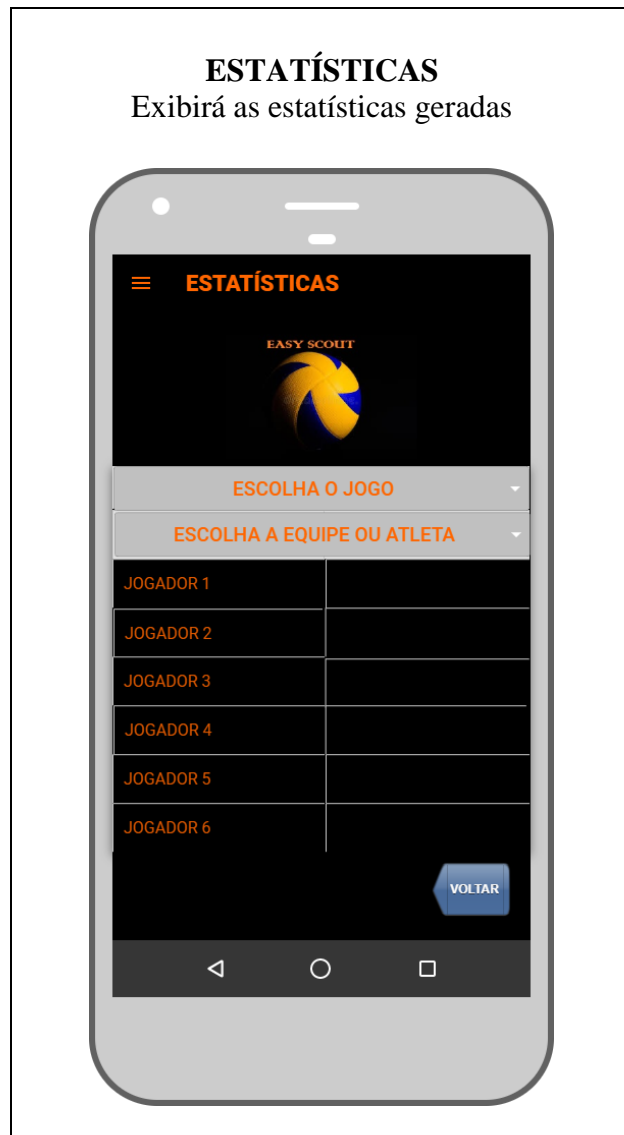 ESTATÍSTICAS
Exibirá as estatísticas geradas
ESTATÍSTICAS
EASY SCOUT
ESCOLHA O JOGO
ESCOLHA A EQUIPE OU ATLETA
JOGADOR 1
JOGADOR 2
JOGADOR 3
JOGADOR 4
JOGADOR 5
JOGADOR 6
VOLTAR